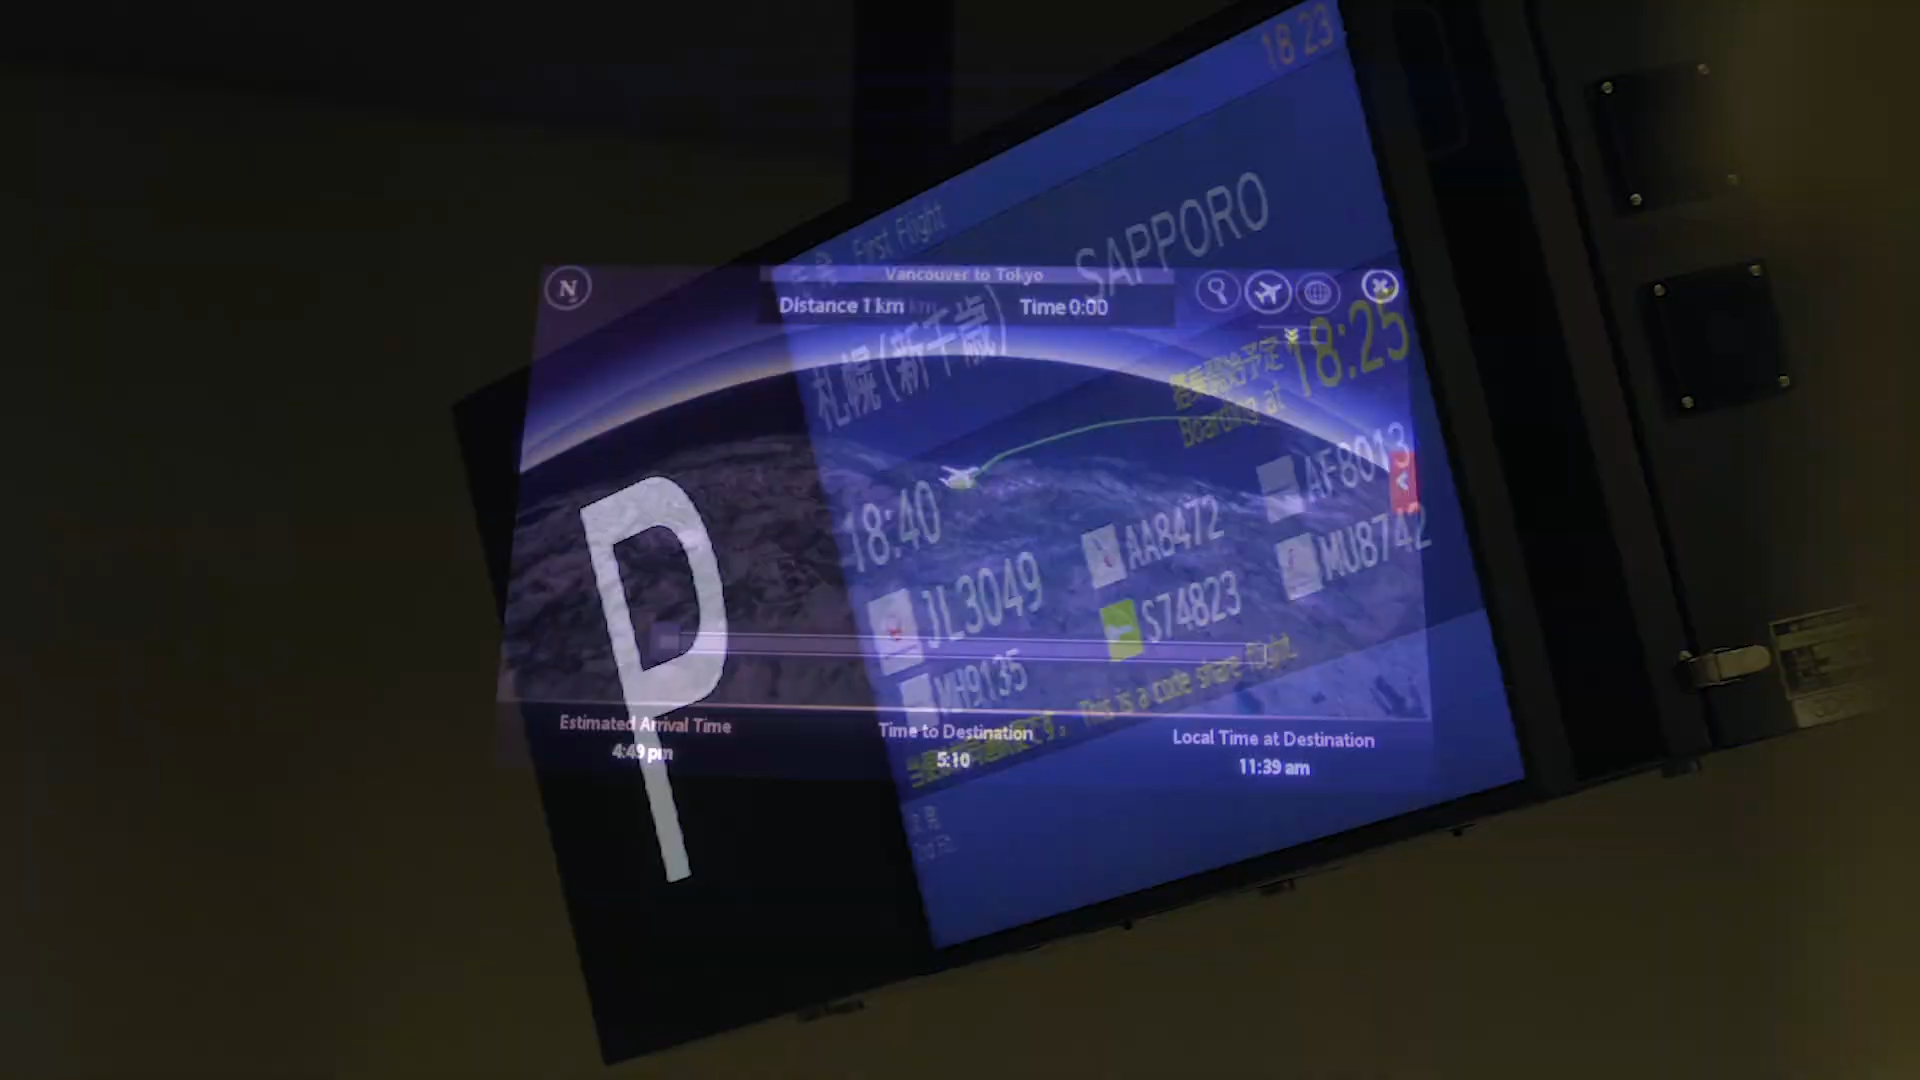 18 23
First Flight
SAPPORO
札幌(新千歳)
搭乗開始予定
Boarding at
18:25
18:40
AF8013
AA8472
MU8742
JL3049
S74823
MH9135
This is a code share flight.
P
N
Vancouver to Tokyo
Distance 1 km
Time 0:00
Estimated Arrival Time
4:49 pm
Time to Destination
5:10
Local Time at Destination
11:39 am